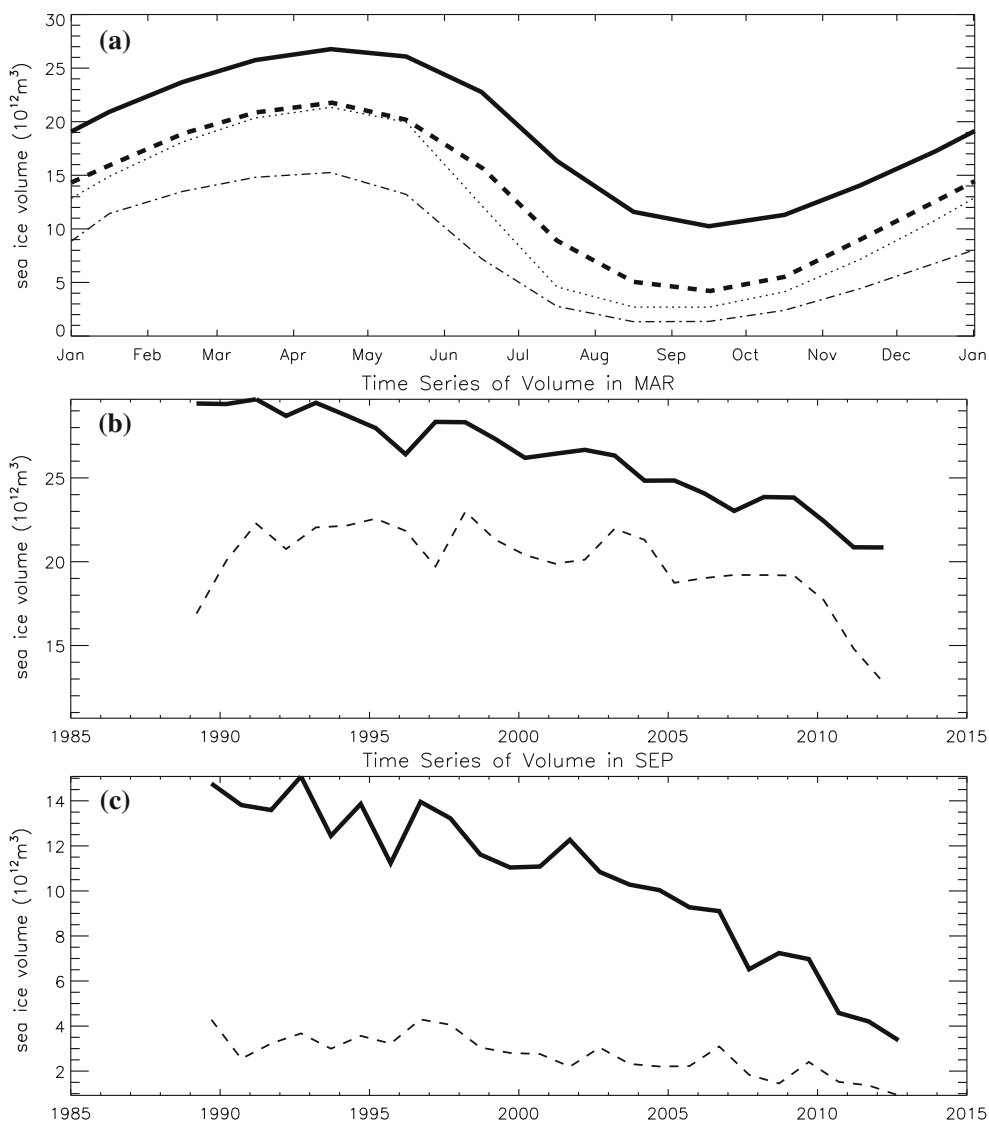 (a)
sea ice volume (10¹²m³)
30
25
20
15
10
5
0
Jan Feb Mar Apr May Jun Jul Aug Sep Oct Nov Dec Jan
Time Series of Volume in MAR
(b)
sea ice volume (10¹²m³)
25
20
15
1985 1990 1995 2000 2005 2010 2015
Time Series of Volume in SEP
(c)
sea ice volume (10¹²m³)
14
12
10
8
6
4
2
1985 1990 1995 2000 2005 2010 2015